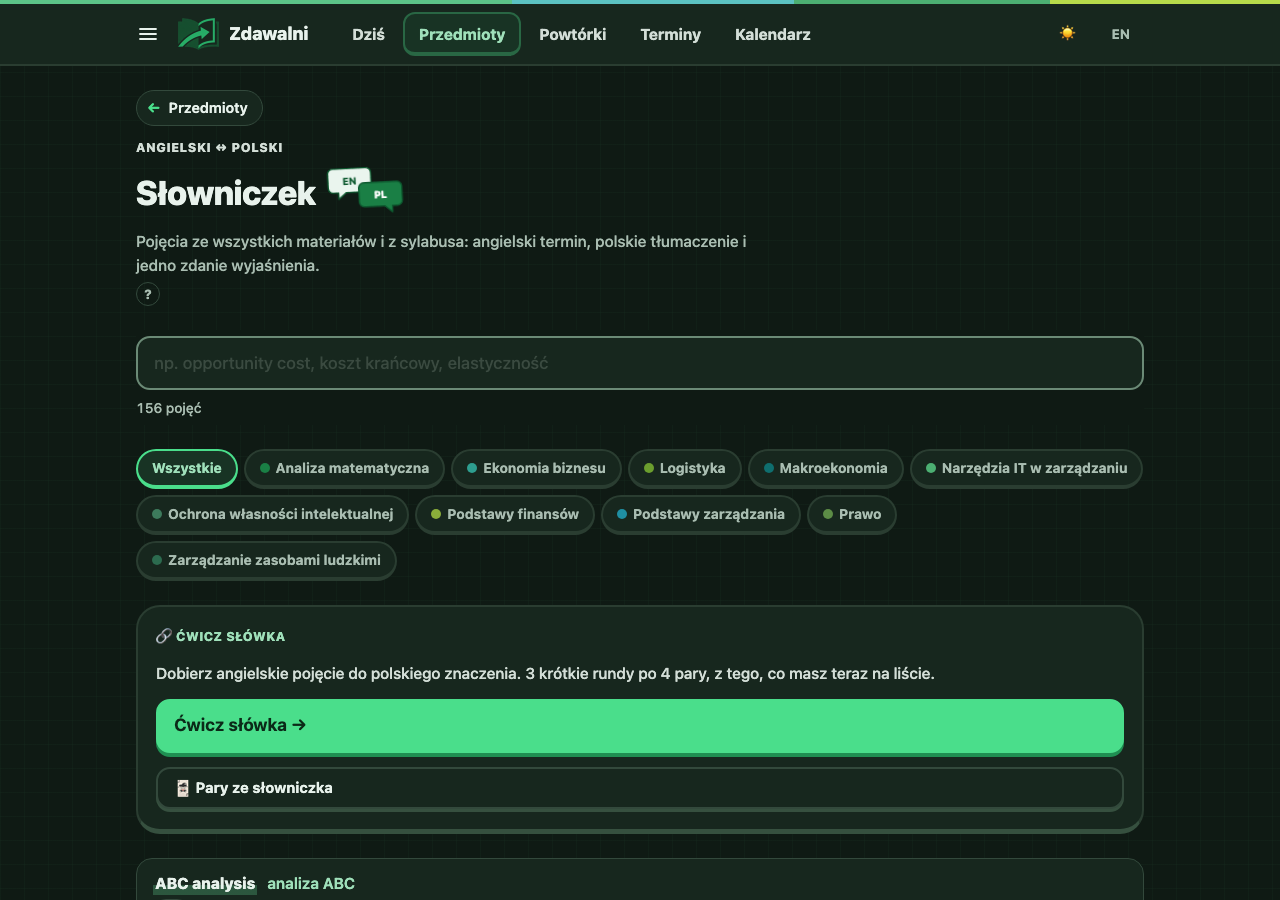 Zdawalni
Dziś
Przedmioty
Powtórki
Terminy
Kalendarz
EN
← Przedmioty
ANGIELSKI ↔ POLSKI
Słowniczek
EN
PL
Pojęcia ze wszystkich materiałów i z sylabusa: angielski termin, polskie tłumaczenie i
jedno zdanie wyjaśnienia.
?
np. opportunity cost, koszt krańcowy, elastyczność
156 pojęć
Wszystkie
Analiza matematyczna
Ekonomia biznesu
Logistyka
Makroekonomia
Narzędzia IT w zarządzaniu
Ochrona własności intelektualnej
Podstawy finansów
Podstawy zarządzania
Prawo
Zarządzanie zasobami ludzkimi
ĆWICZ SŁÓWKA
Dobierz angielskie pojęcie do polskiego znaczenia. 3 krótkie rundy po 4 pary, z tego, co masz teraz na liście.
Ćwicz słówka →
Pary ze słowniczka
ABC analysis analiza ABC